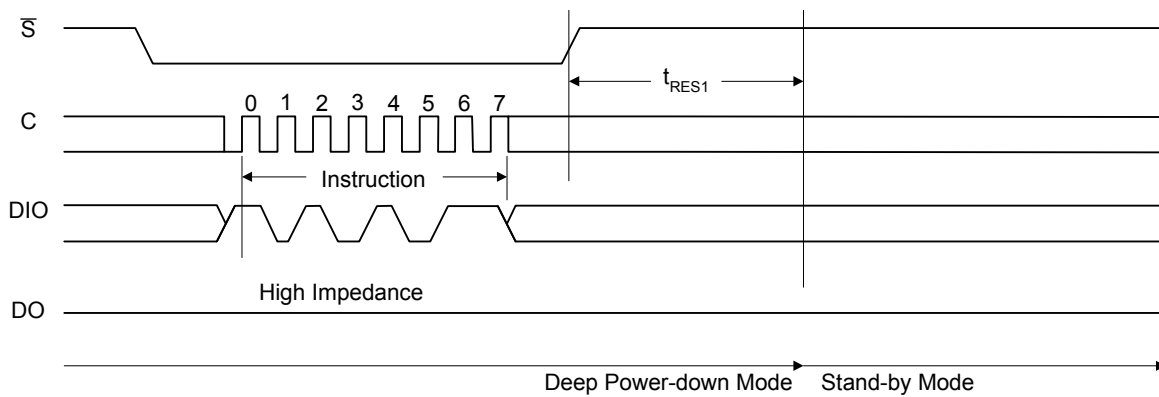 S̅
t_RES1
0 1 2 3 4 5 6 7
C
Instruction
DIO
High Impedance
DO
Deep Power-down Mode Stand-by Mode